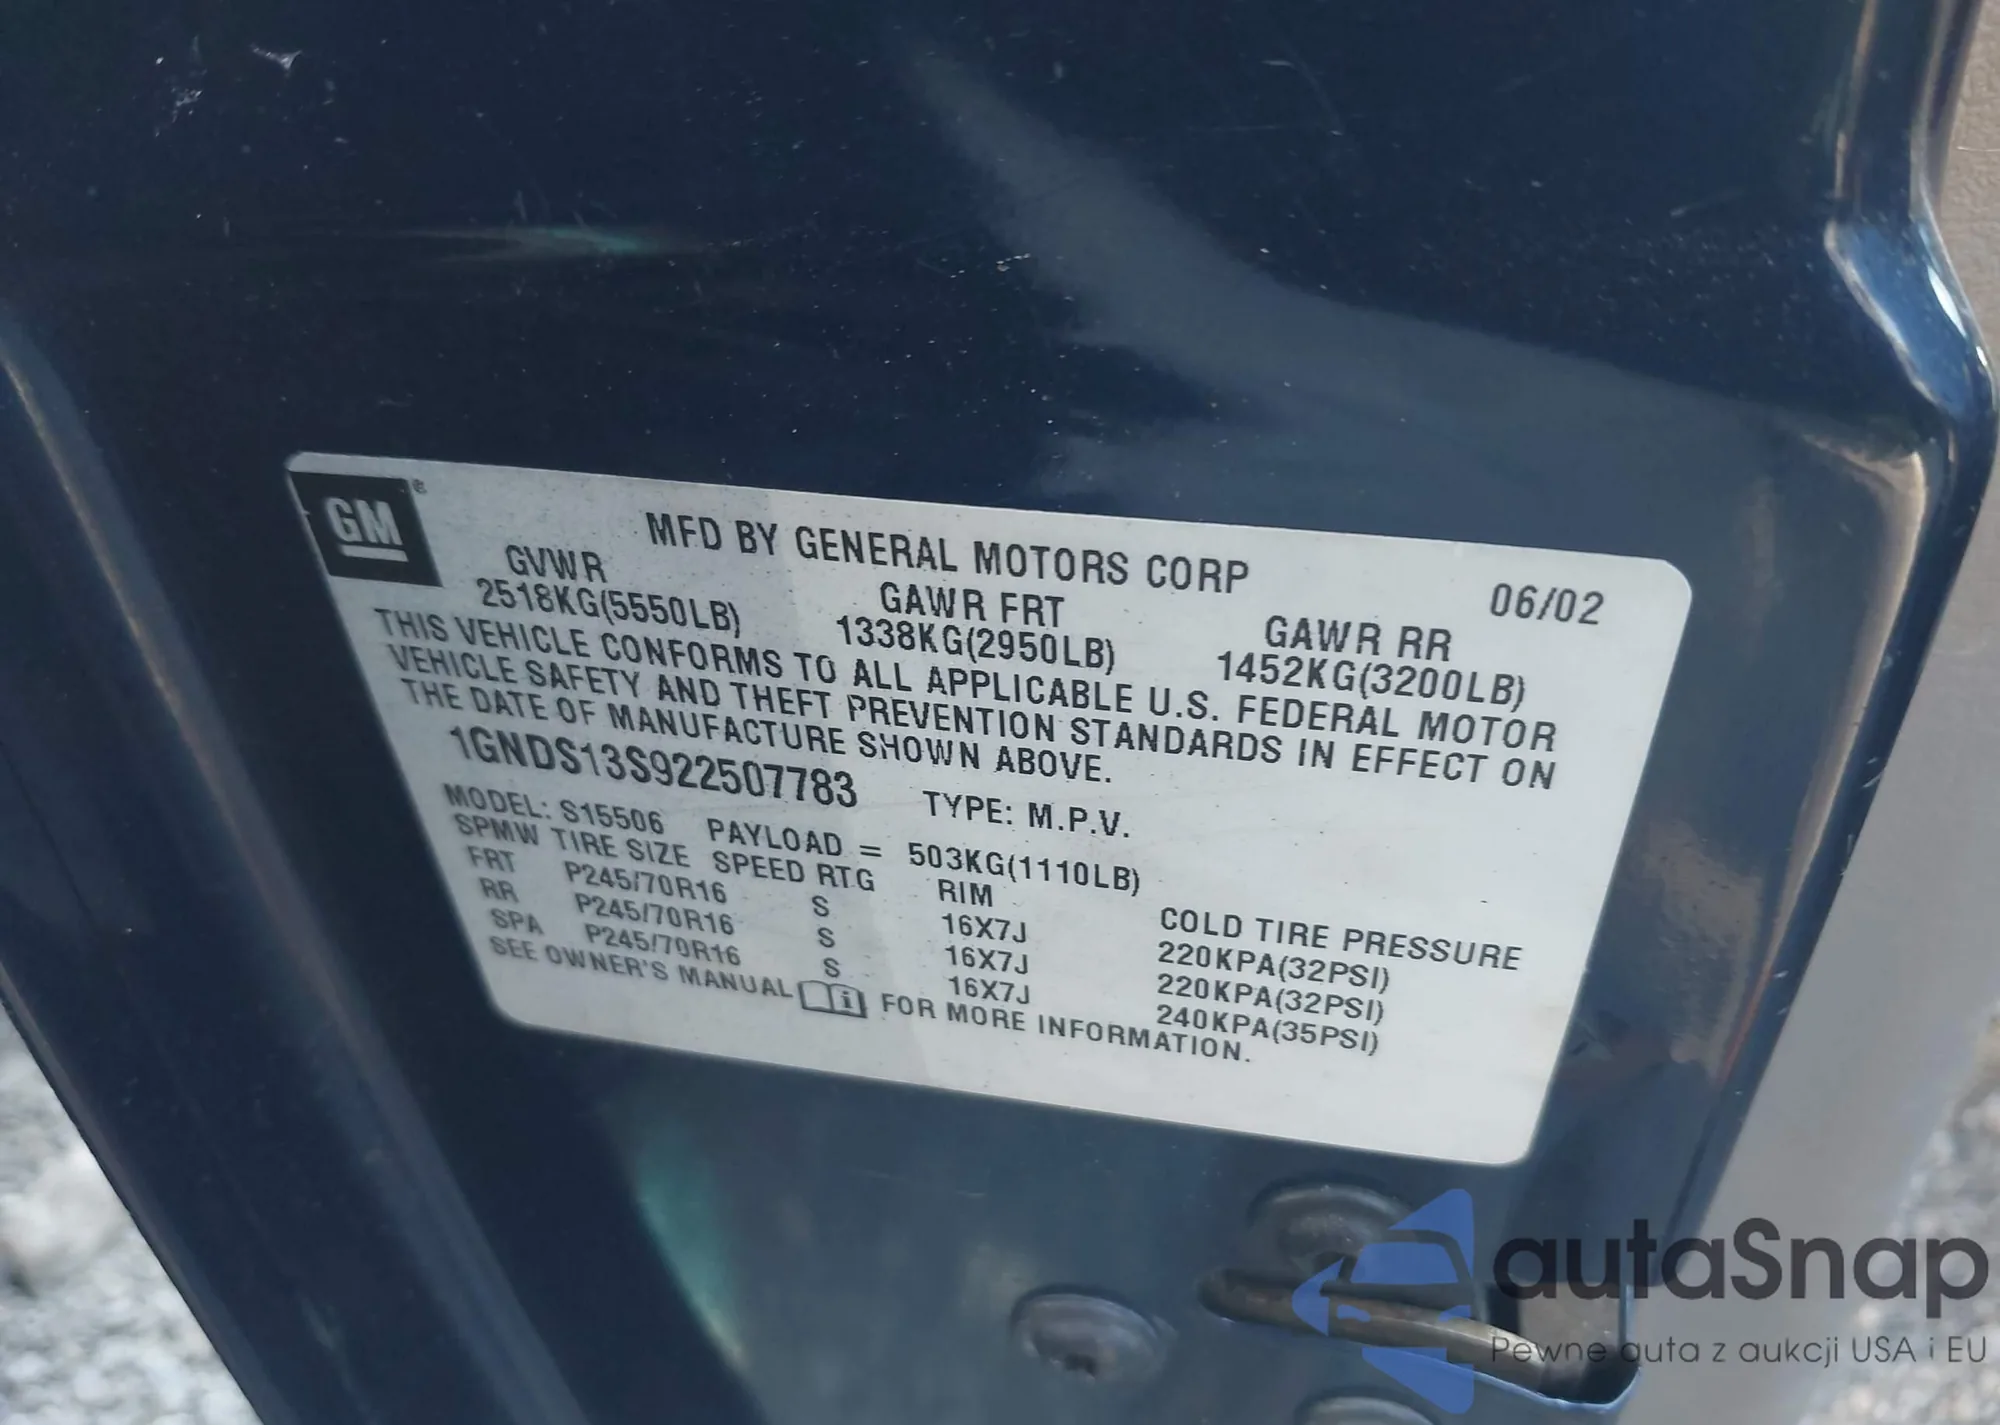 GM ®
MFD BY GENERAL MOTORS CORP 06/02
GVWR GAWR FRT GAWR RR
2518KG(5550LB) 1338KG(2950LB) 1452KG(3200LB)
THIS VEHICLE CONFORMS TO ALL APPLICABLE U.S. FEDERAL MOTOR
VEHICLE SAFETY AND THEFT PREVENTION STANDARDS IN EFFECT ON
THE DATE OF MANUFACTURE SHOWN ABOVE.
1GNDS13S922507783 TYPE: M.P.V.
MODEL: S15506 PAYLOAD = 503KG(1110LB)
SPMW TIRE SIZE SPEED RTG RIM COLD TIRE PRESSURE
FRT P245/70R16 S 16X7J 220KPA(32PSI)
RR P245/70R16 S 16X7J 220KPA(32PSI)
SPA P245/70R16 S 16X7J 240KPA(35PSI)
SEE OWNER'S MANUAL i FOR MORE INFORMATION.
autaSnap
Pewne auta z aukcji USA i EU